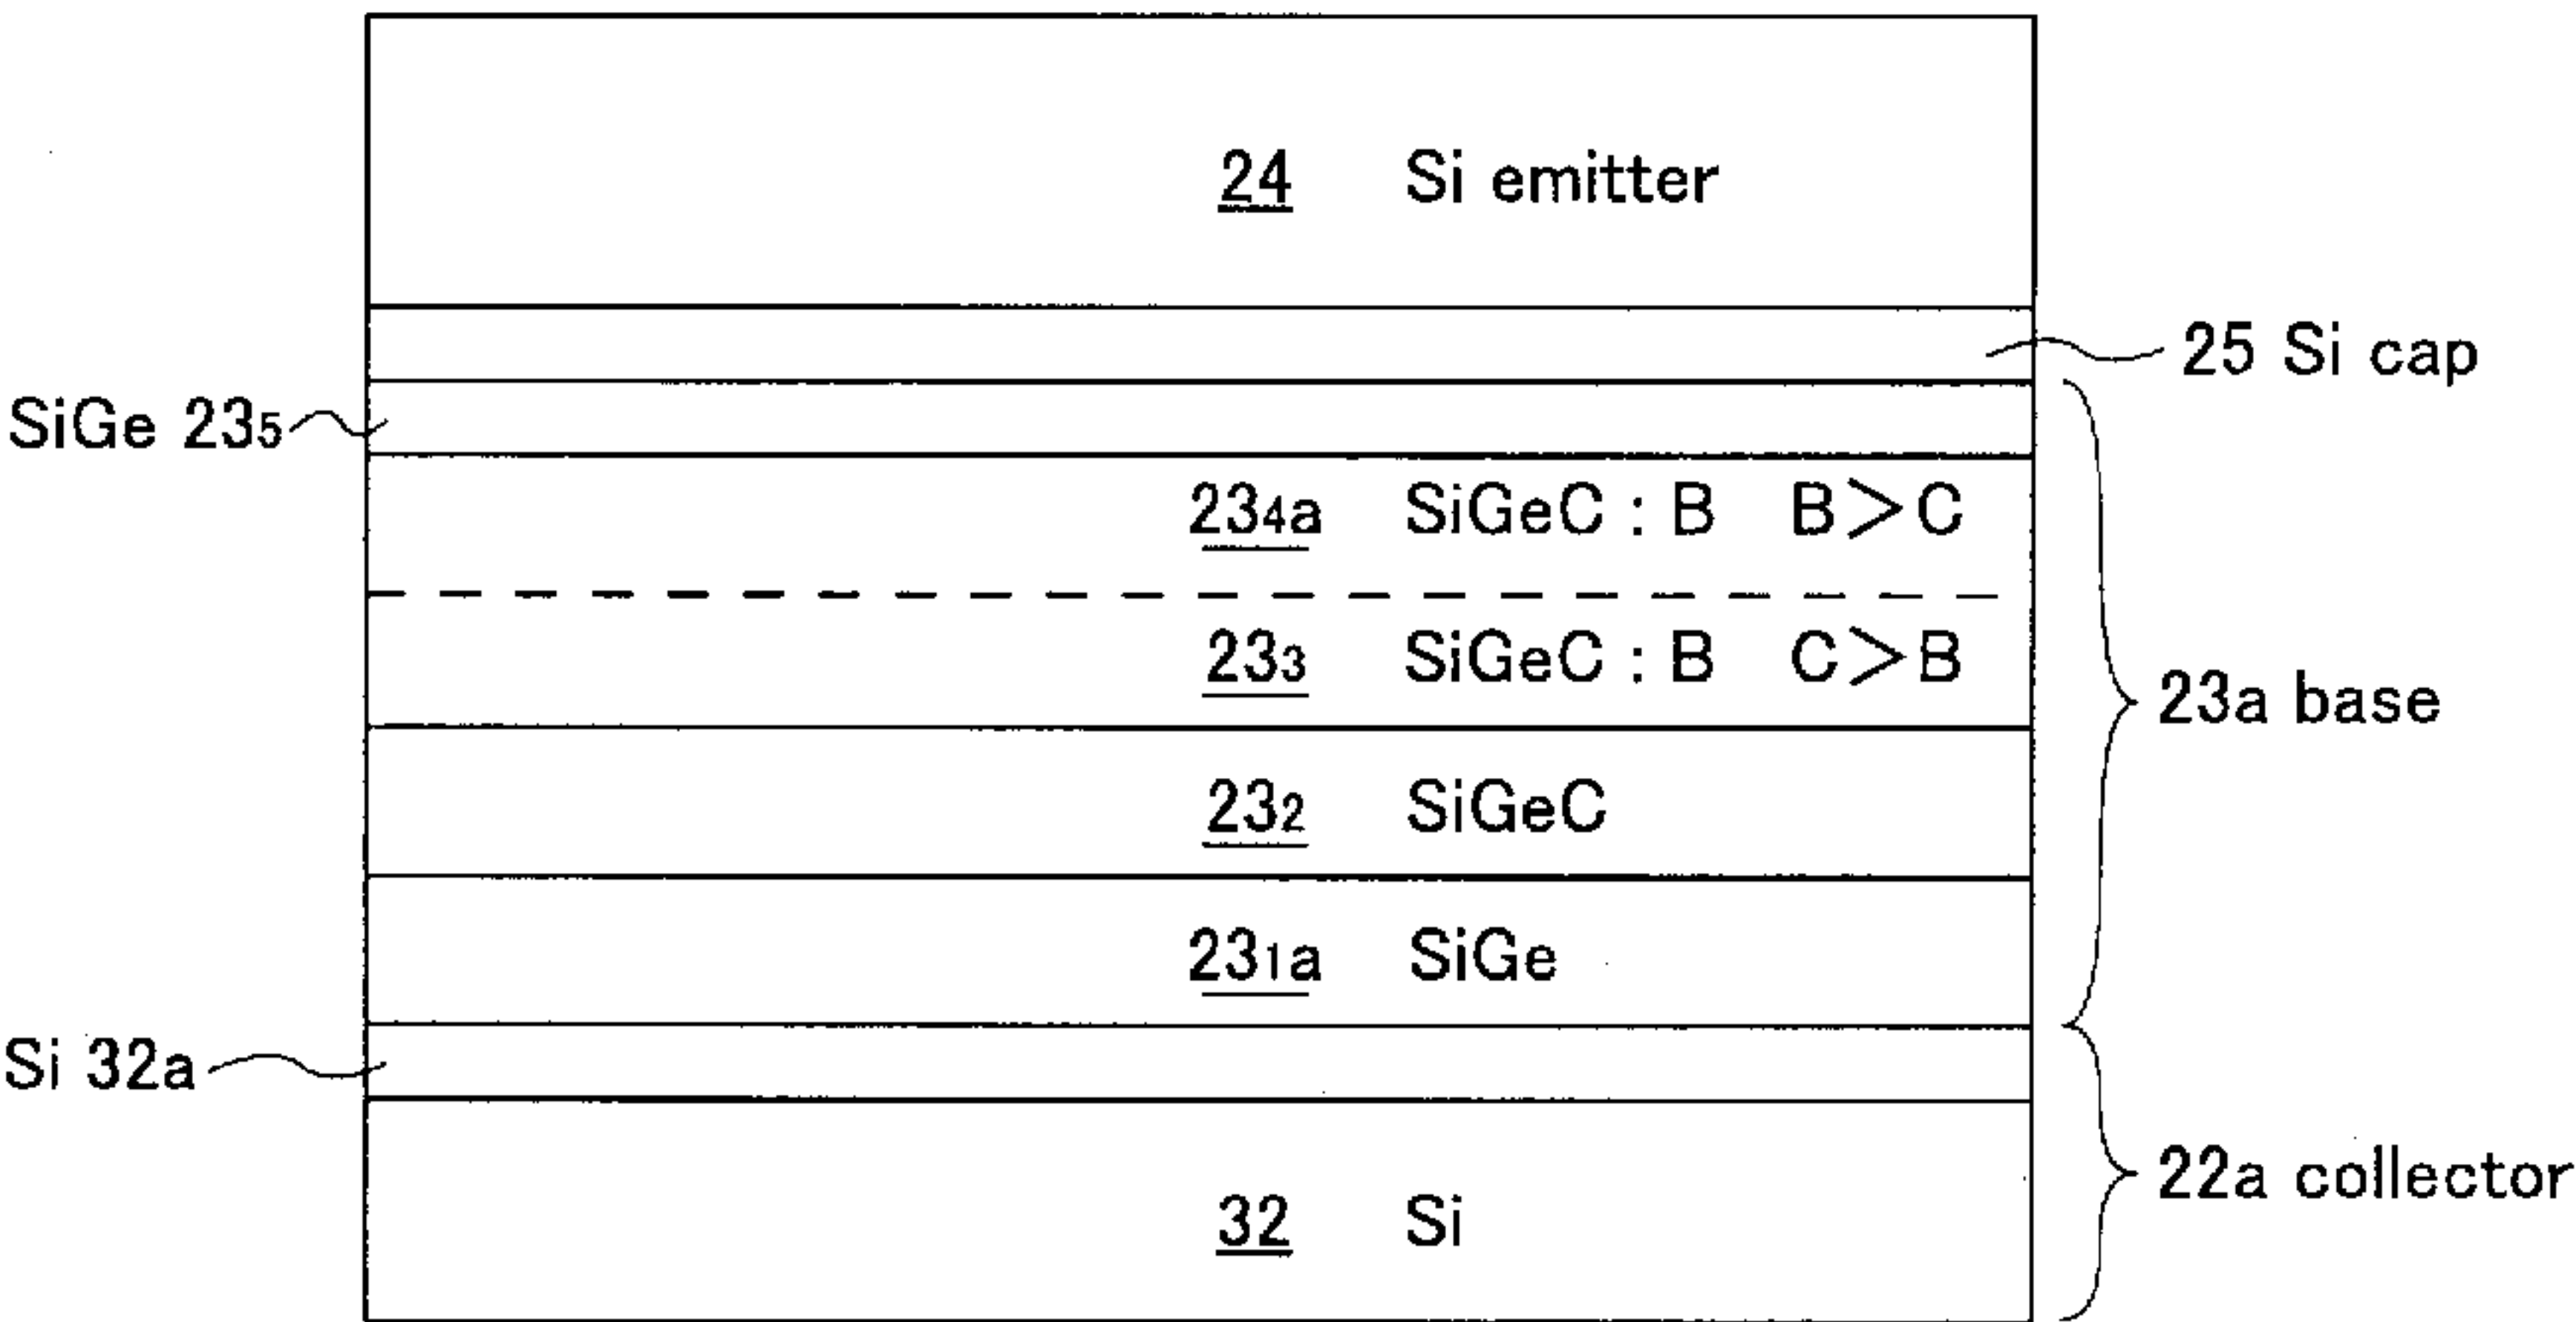 24 Si emitter
25 Si cap
SiGe 235
234a SiGeC : B B>C
233 SiGeC : B C>B
23a base
232 SiGeC
231a SiGe
Si 32a
22a collector
32 Si